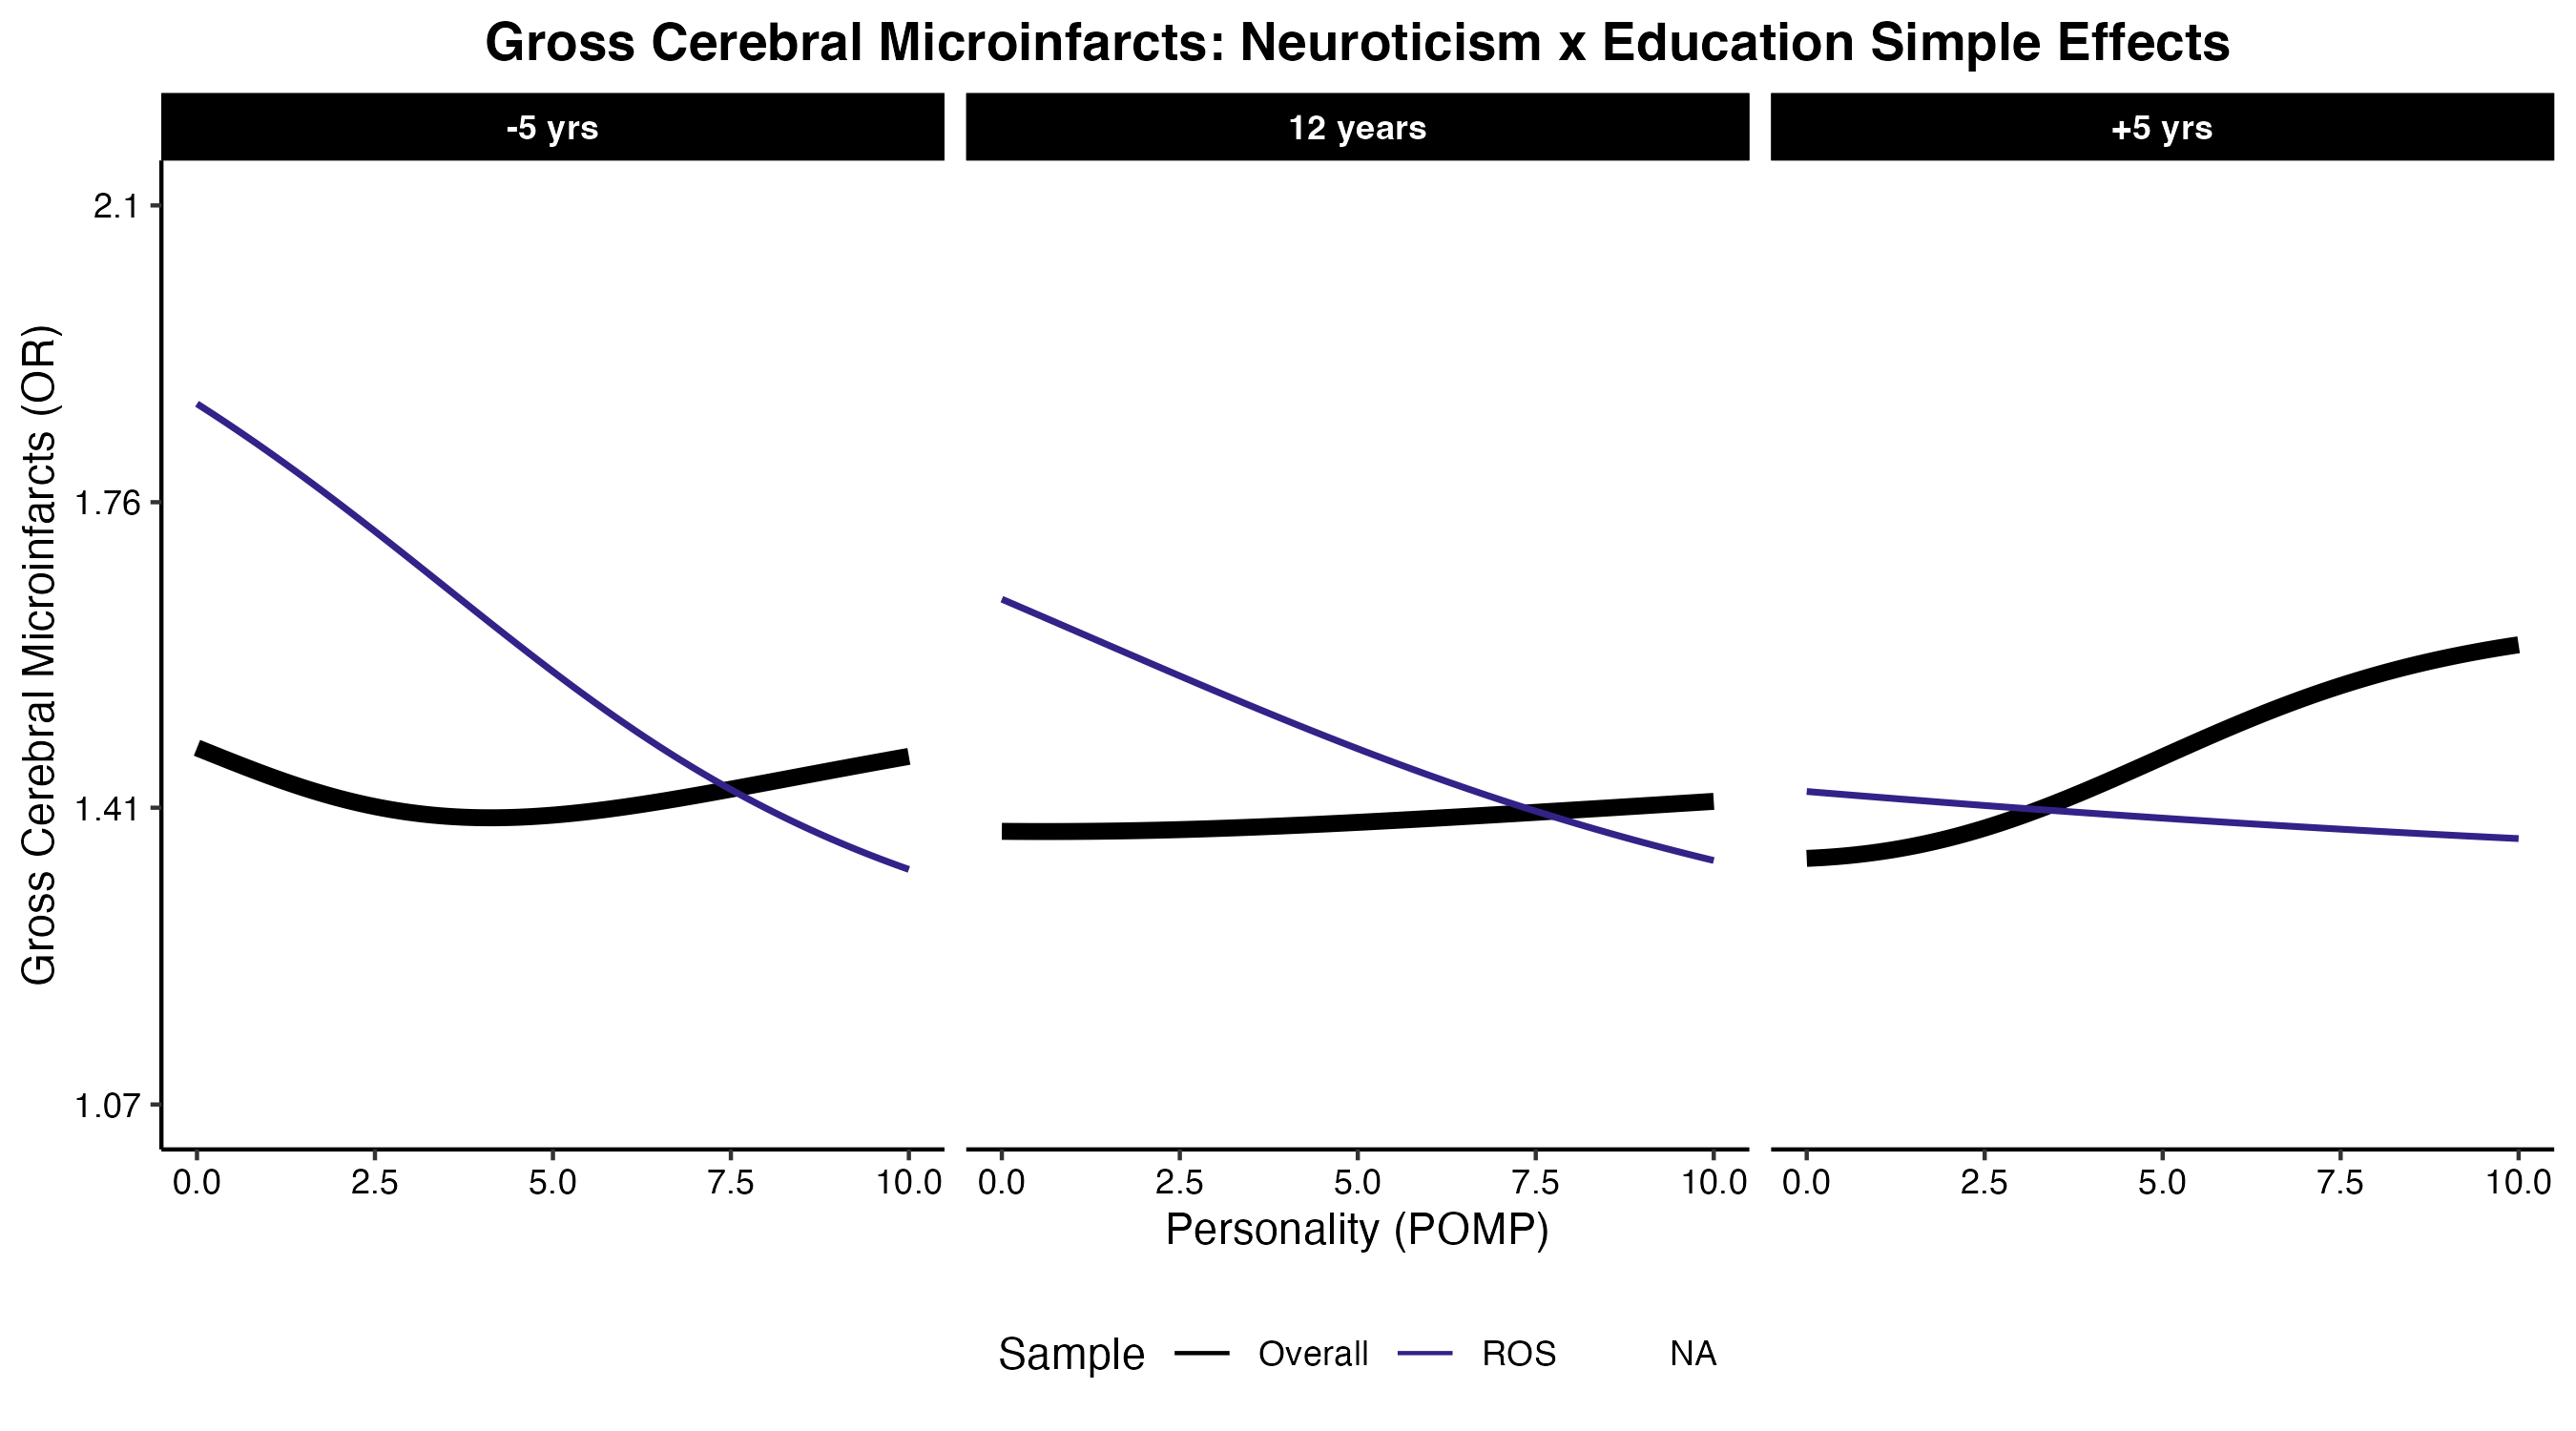 Gross Cerebral Microinfarcts: Neuroticism x Education Simple Effects
-5 yrs
12 years
+5 yrs
Gross Cerebral Microinfarcts (OR)
2.1
1.76
1.41
1.07
0.0 2.5 5.0 7.5 10.0
0.0 2.5 5.0 7.5 10.0
0.0 2.5 5.0 7.5 10.0
Personality (POMP)
Sample Overall ROS NA